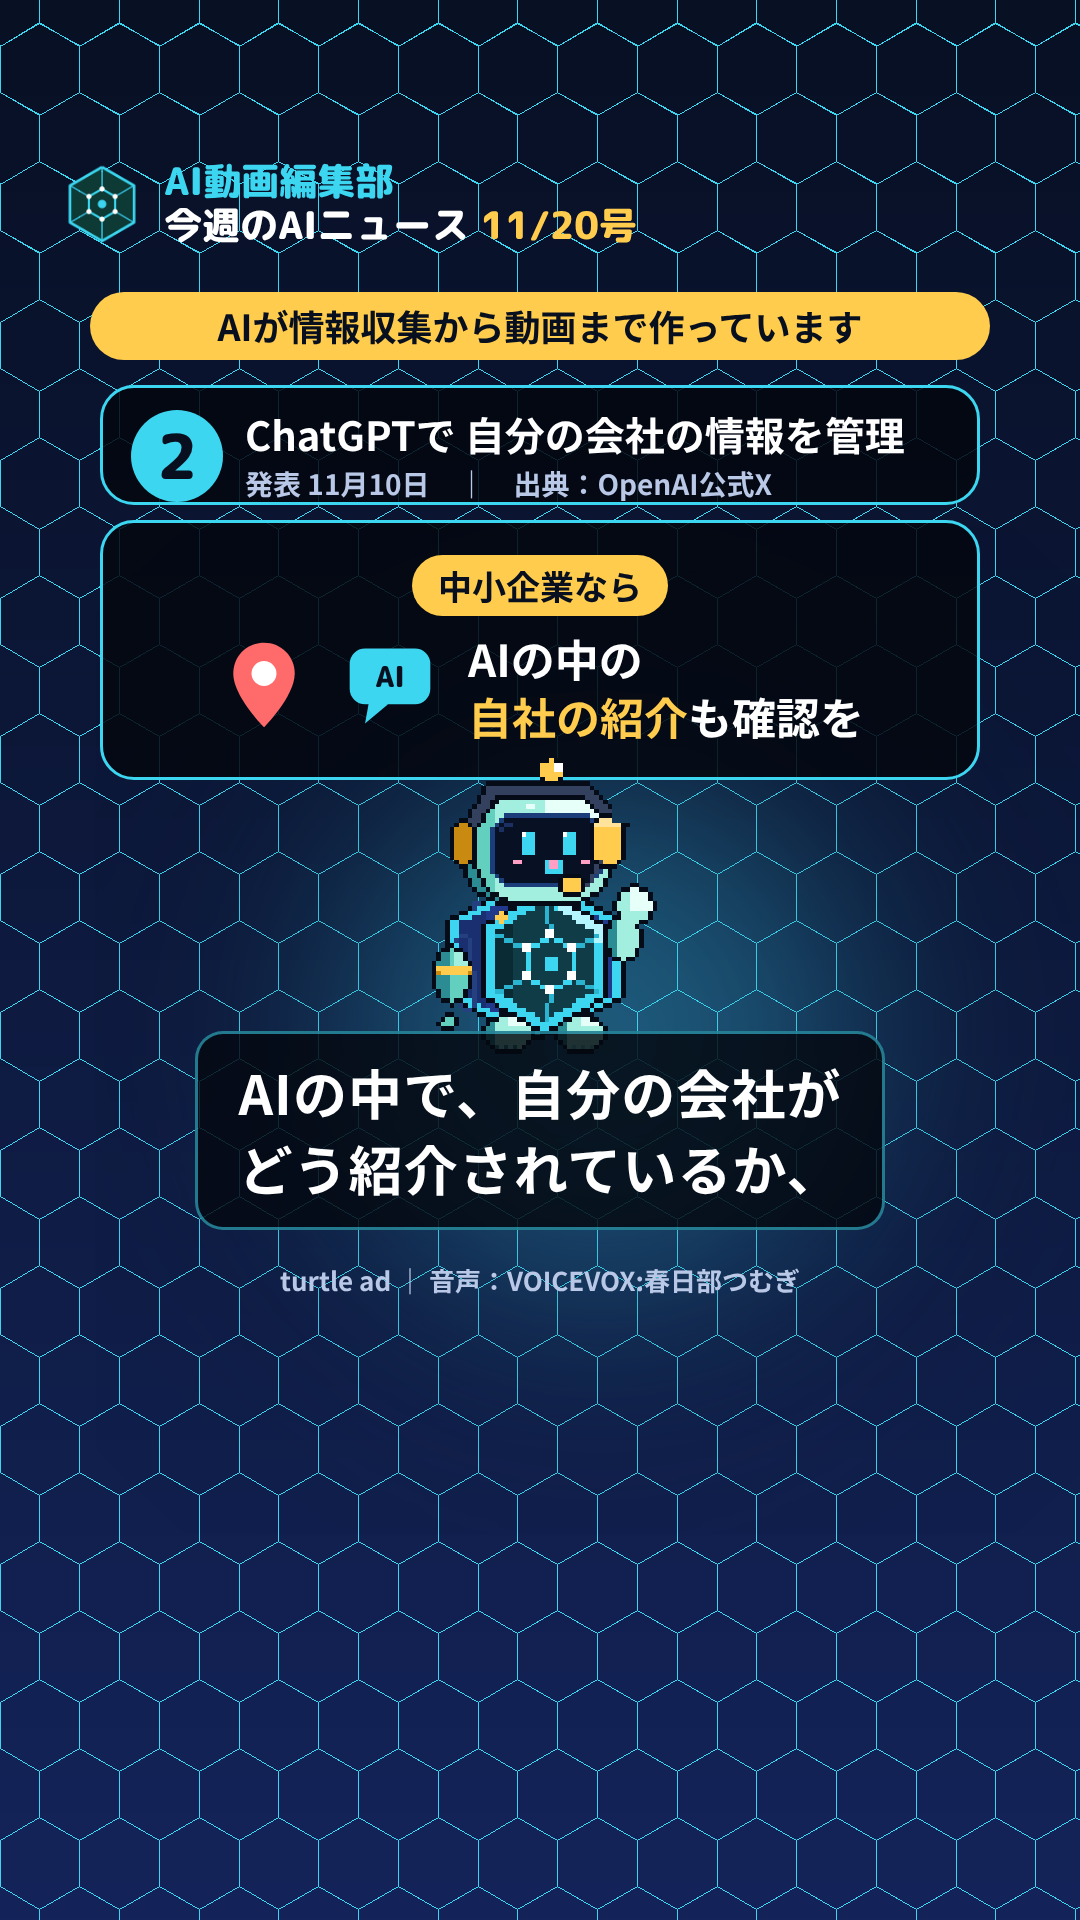 AI動画編集部
今週のAIニュース 11/20号
AIが情報収集から動画まで作っています
2
ChatGPTで 自分の会社の情報を管理
発表 11月10日 ｜ 出典：OpenAI公式X
中小企業なら
AI
AIの中の
自社の紹介も確認を
AIの中で、自分の会社が
どう紹介されているか、
turtle ad ｜ 音声：VOICEVOX:春日部つむぎ